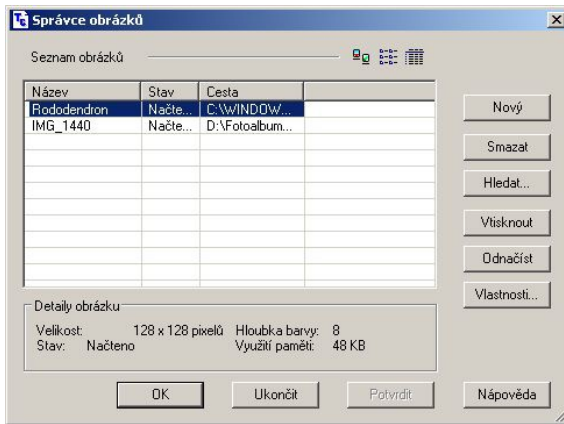 Správce obrázků
Seznam obrázků
Název Stav Cesta
Rododendron Načte... C:\WINDOW...
IMG_1440 Načte... D:\Fotoalbum...
Nový
Smazat
Hledat...
Vtisknout
Odnačíst
Vlastnosti...
Detaily obrázku
Velikost: 128 x 128 pixelů Hloubka barvy: 8
Stav: Načteno Využití paměti: 48 KB
OK Ukončit Potvrdit Nápověda